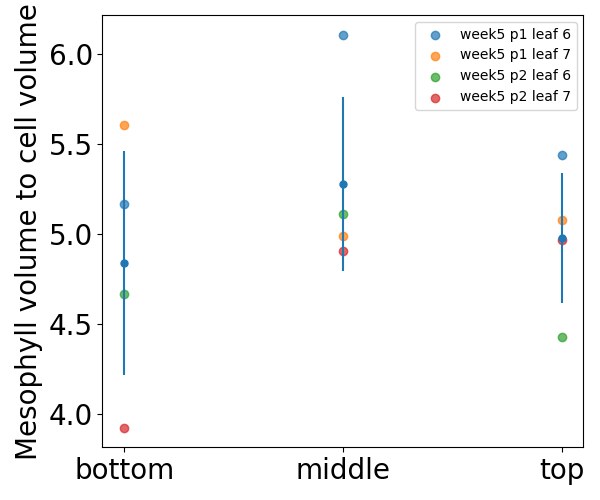 Mesophyll volume to cell volume
6.0
5.5
5.0
4.5
4.0
bottom
middle
top
week5 p1 leaf 6
week5 p1 leaf 7
week5 p2 leaf 6
week5 p2 leaf 7